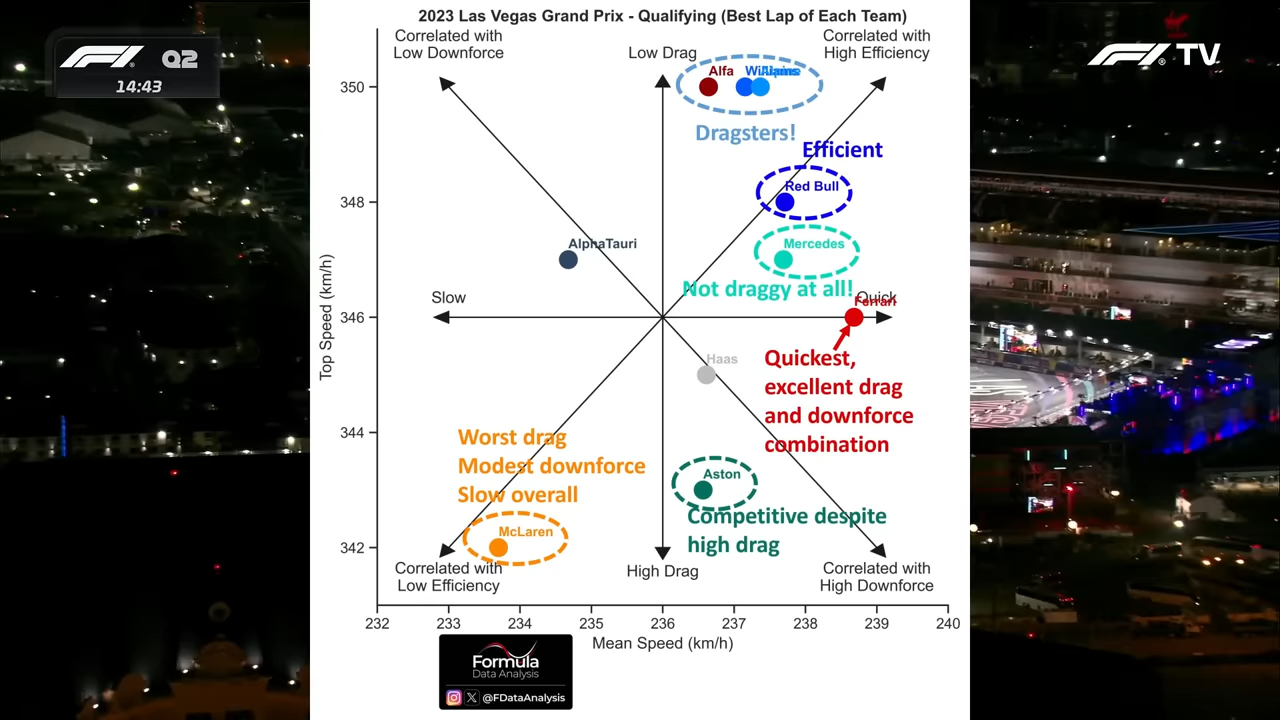 2023 Las Vegas Grand Prix - Qualifying (Best Lap of Each Team)
F1 Q2
14:43
F1 TV
Correlated with
Low Downforce
Low Drag
Correlated with
High Efficiency
350
Alfa
Williams
Alpine
Dragsters!
Efficient
348
Red Bull
AlphaTauri
Mercedes
Not draggy at all!
Slow
Quick
Ferrari
346
Top Speed (km/h)
Haas
Quickest,
excellent drag
and downforce
combination
344
Worst drag
Modest downforce
Slow overall
Aston
Competitive despite
high drag
McLaren
342
Correlated with
Low Efficiency
High Drag
Correlated with
High Downforce
232 233 234 235 236 237 238 239 240
Mean Speed (km/h)
Formula
Data Analysis
@FDataAnalysis